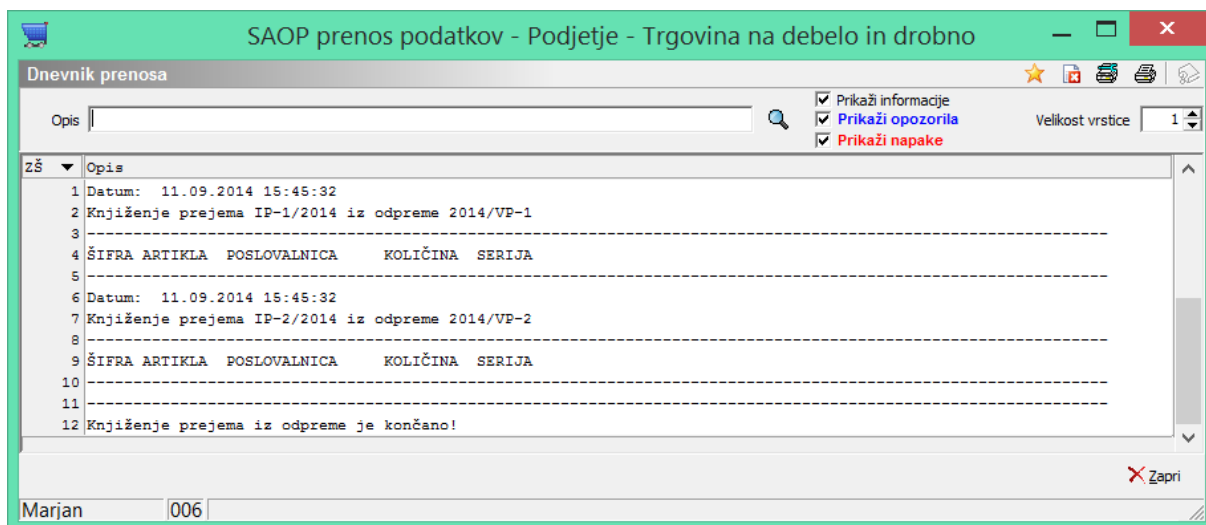 SAOP prenos podatkov - Podjetje - Trgovina na debelo in drobno
Dnevnik prenosa
Opis
Prikaži informacije
Prikaži opozorila
Prikaži napake
Velikost vrstice 1
ZŠ Opis
1 Datum:  11.09.2014 15:45:32
2 Knjiženje prejema IP-1/2014 iz odpreme 2014/VP-1
3 --------------------------------------------------------------------------------------------------------------
4 ŠIFRA ARTIKLA  POSLOVALNICA     KOLIČINA  SERIJA
5 --------------------------------------------------------------------------------------------------------------
6 Datum:  11.09.2014 15:45:32
7 Knjiženje prejema IP-2/2014 iz odpreme 2014/VP-2
8 --------------------------------------------------------------------------------------------------------------
9 ŠIFRA ARTIKLA  POSLOVALNICA     KOLIČINA  SERIJA
10 --------------------------------------------------------------------------------------------------------------
11 --------------------------------------------------------------------------------------------------------------
12 Knjiženje prejema iz odpreme je končano!
Zapri
Marjan 006